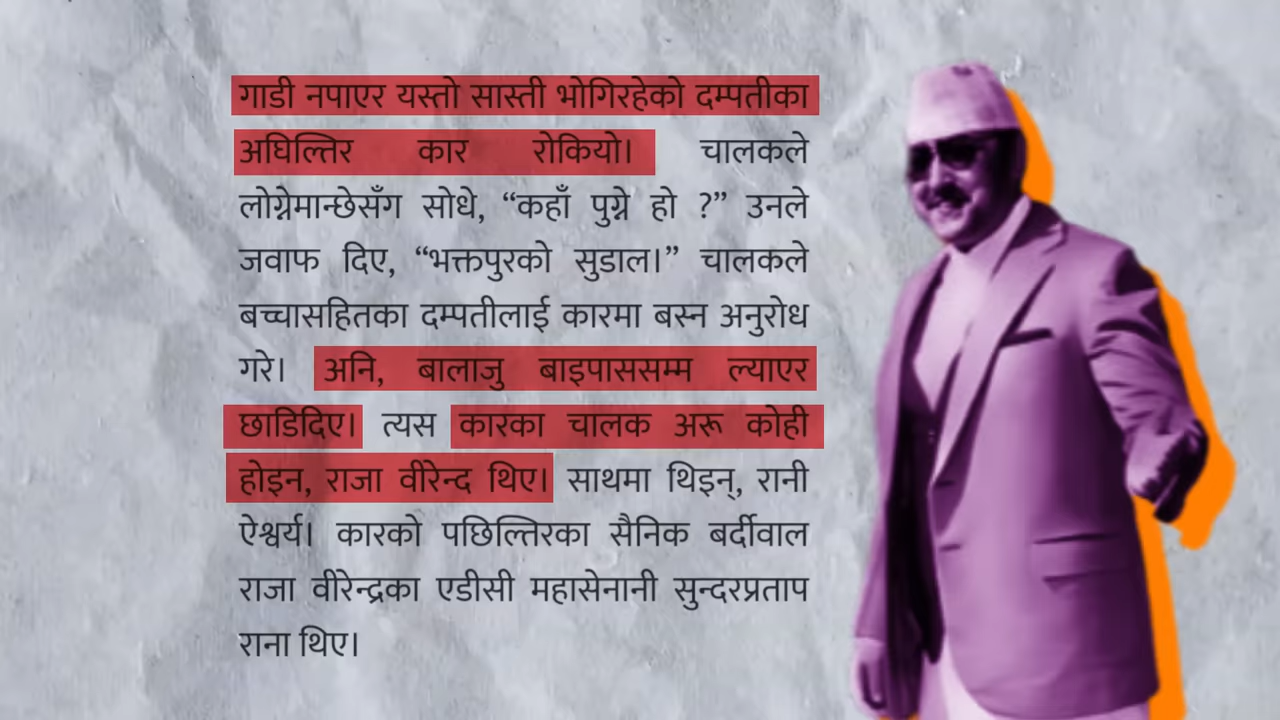 गाडी नपाएर यस्तो सास्ती भोगिरहेको दम्पतीका
अघिल्तिर कार रोकियो। चालकले
लोग्नेमान्छेसँग सोधे, “कहाँ पुग्ने हो ?” उनले
जवाफ दिए, “भक्तपुरको सुडाल।” चालकले
बच्चासहितका दम्पतीलाई कारमा बस्न अनुरोध
गरे। अनि, बालाजु बाइपाससम्म ल्याएर
छाडिदिए। त्यस कारका चालक अरू कोही
होइन, राजा वीरेन्द थिए। साथमा थिइन्, रानी
ऐश्वर्य। कारको पछिल्तिरका सैनिक बर्दीवाल
राजा वीरेन्द्रका एडीसी महासेनानी सुन्दरप्रताप
राना थिए।